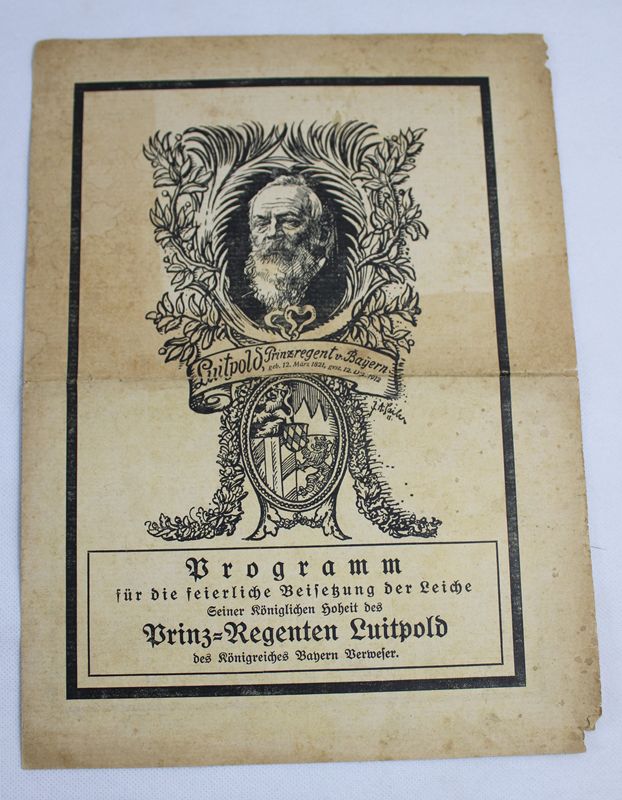 Luitpold, Prinzregent v. Bayern
geb. 12. März 1821, gest. 12. Dez. 1912
Programm
für die feierliche Beisetzung der Leiche
Seiner Königlichen Hoheit des
Prinz=Regenten Luitpold
des Königreiches Bayern Verweser.